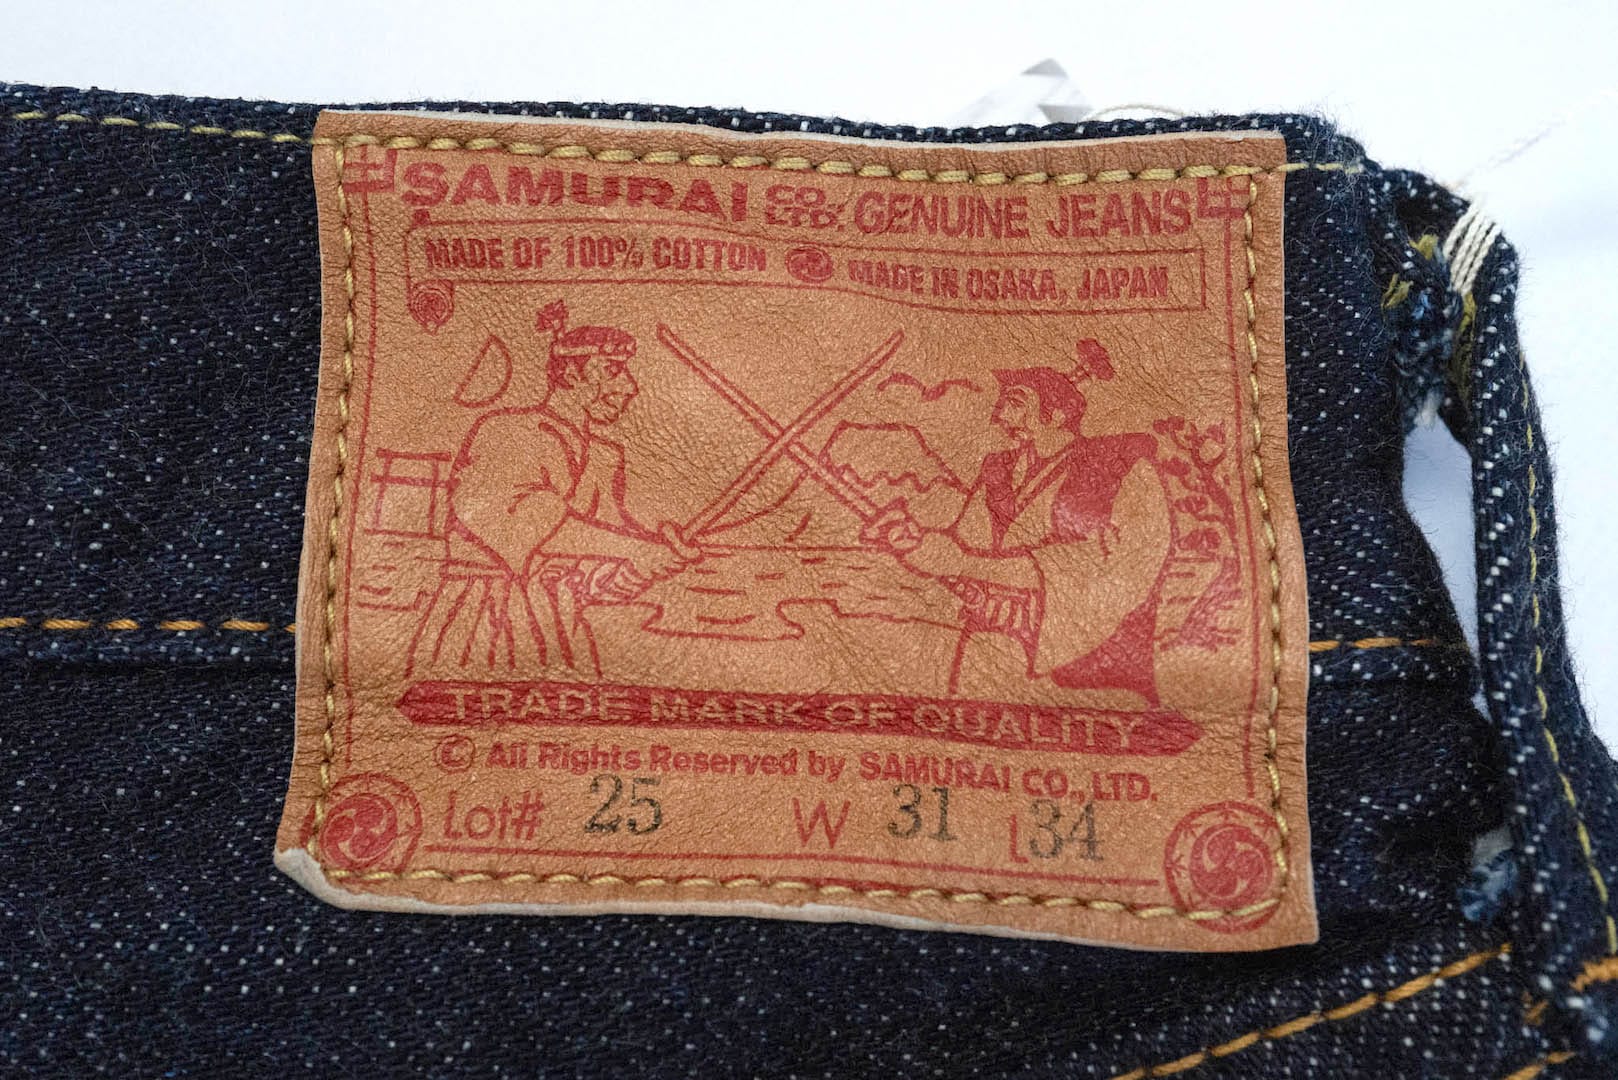 SAMURAI CO., LTD. GENUINE JEANS
MADE OF 100% COTTON MADE IN OSAKA, JAPAN
TRADE MARK OF QUALITY
© All Rights Reserved by SAMURAI CO., LTD.
Lot# 25 W 31 L 34